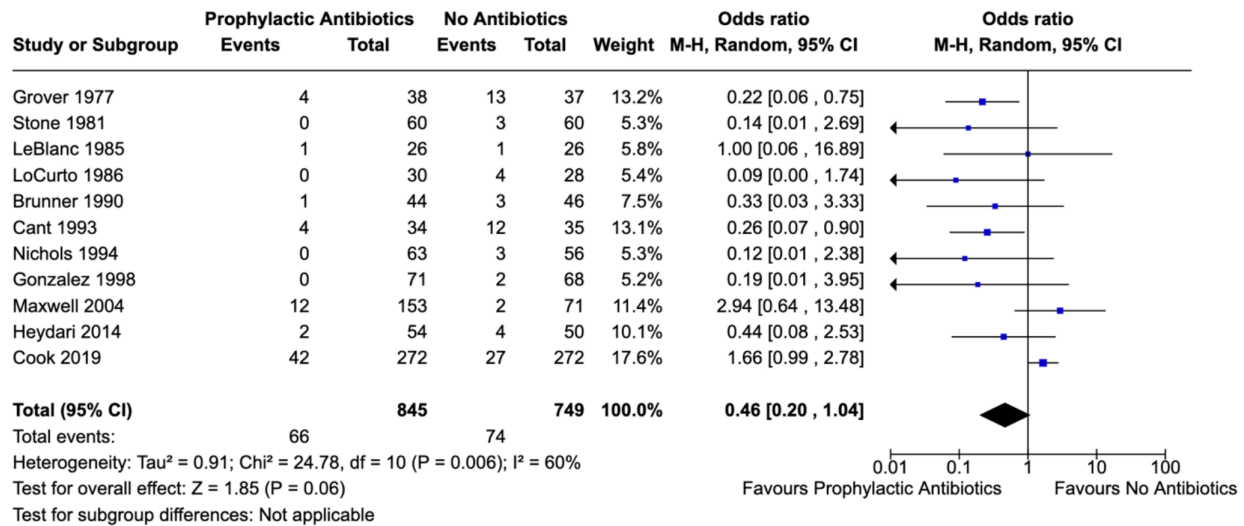 Prophylactic Antibiotics No Antibiotics Odds ratio Odds ratio
Study or Subgroup Events Total Events Total Weight M-H, Random, 95% CI M-H, Random, 95% CI
Grover 1977 4 38 13 37 13.2% 0.22 [0.06 , 0.75]
Stone 1981 0 60 3 60 5.3% 0.14 [0.01 , 2.69]
LeBlanc 1985 1 26 1 26 5.8% 1.00 [0.06 , 16.89]
LoCurto 1986 0 30 4 28 5.4% 0.09 [0.00 , 1.74]
Brunner 1990 1 44 3 46 7.5% 0.33 [0.03 , 3.33]
Cant 1993 4 34 12 35 13.1% 0.26 [0.07 , 0.90]
Nichols 1994 0 63 3 56 5.3% 0.12 [0.01 , 2.38]
Gonzalez 1998 0 71 2 68 5.2% 0.19 [0.01 , 3.95]
Maxwell 2004 12 153 2 71 11.4% 2.94 [0.64 , 13.48]
Heydari 2014 2 54 4 50 10.1% 0.44 [0.08 , 2.53]
Cook 2019 42 272 27 272 17.6% 1.66 [0.99 , 2.78]
Total (95% CI) 845 749 100.0% 0.46 [0.20 , 1.04]
Total events: 66 74
Heterogeneity: Tau² = 0.91; Chi² = 24.78, df = 10 (P = 0.006); I² = 60%
0.01 0.1 1 10 100
Test for overall effect: Z = 1.85 (P = 0.06)
Favours Prophylactic Antibiotics Favours No Antibiotics
Test for subgroup differences: Not applicable